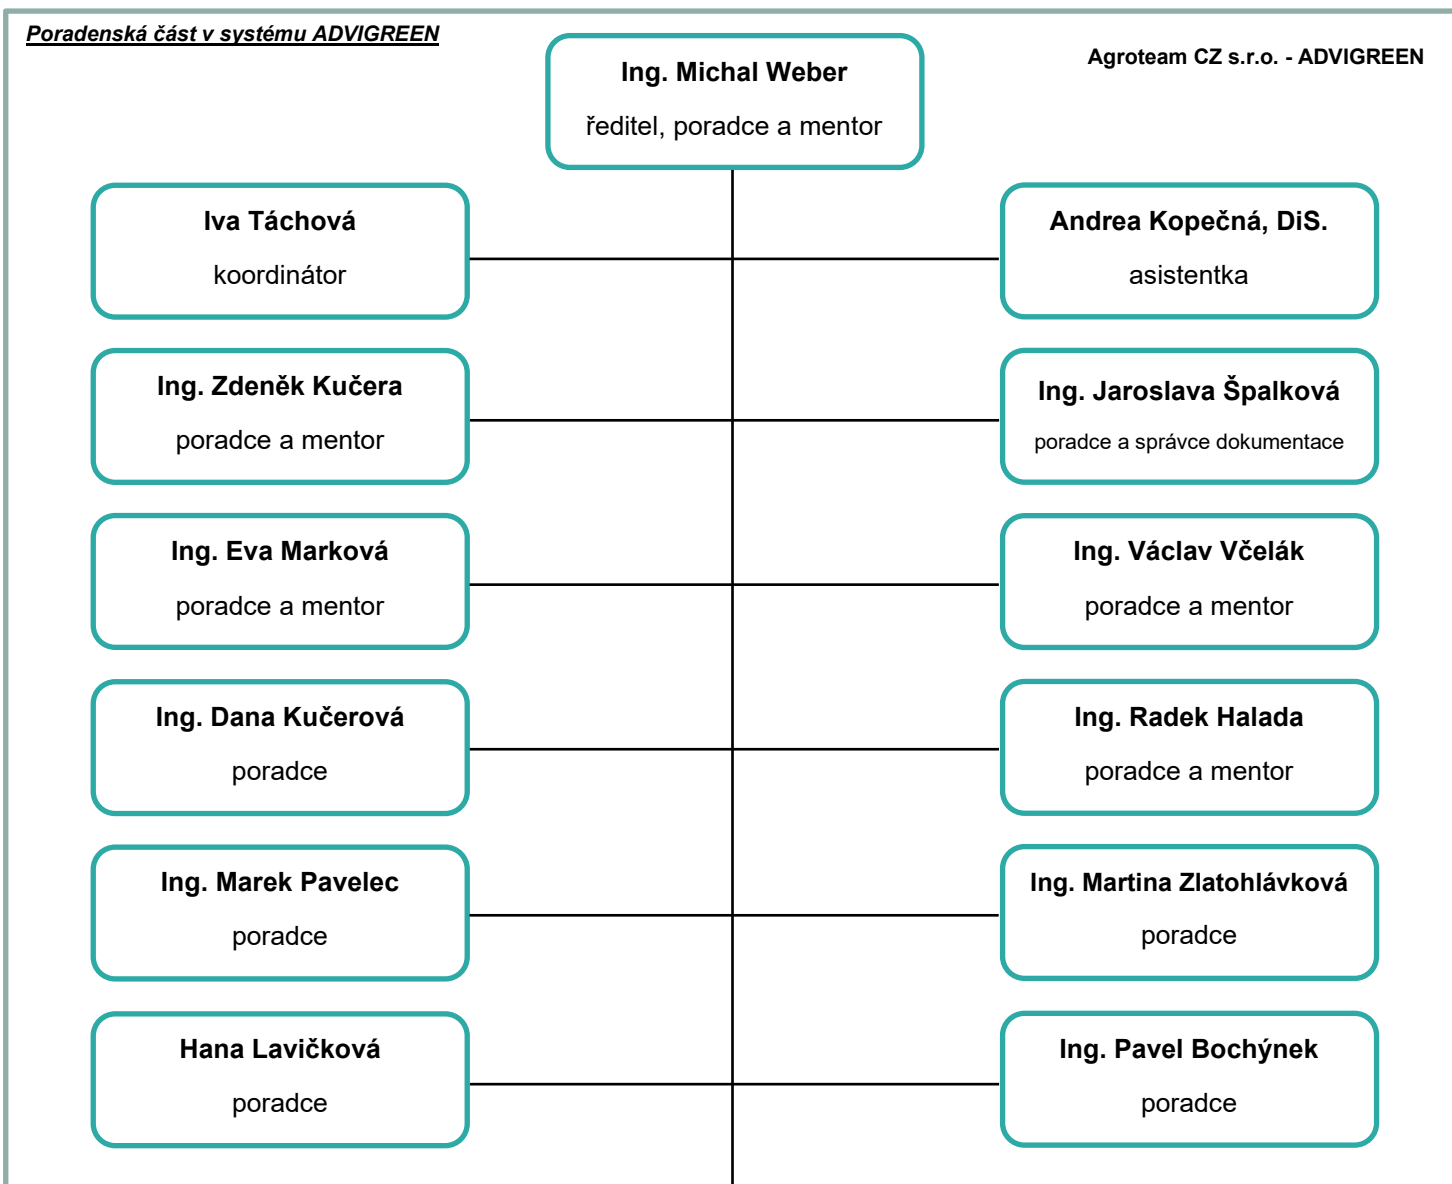 Poradenská část v systému ADVIGREEN
Agroteam CZ s.r.o. - ADVIGREEN
Ing. Michal Weber
ředitel, poradce a mentor
Iva Táchová
koordinátor
Andrea Kopečná, DiS.
asistentka
Ing. Zdeněk Kučera
poradce a mentor
Ing. Jaroslava Špalková
poradce a správce dokumentace
Ing. Eva Marková
poradce a mentor
Ing. Václav Včelák
poradce a mentor
Ing. Dana Kučerová
poradce
Ing. Radek Halada
poradce a mentor
Ing. Marek Pavelec
poradce
Ing. Martina Zlatohlávková
poradce
Hana Lavičková
poradce
Ing. Pavel Bochýnek
poradce